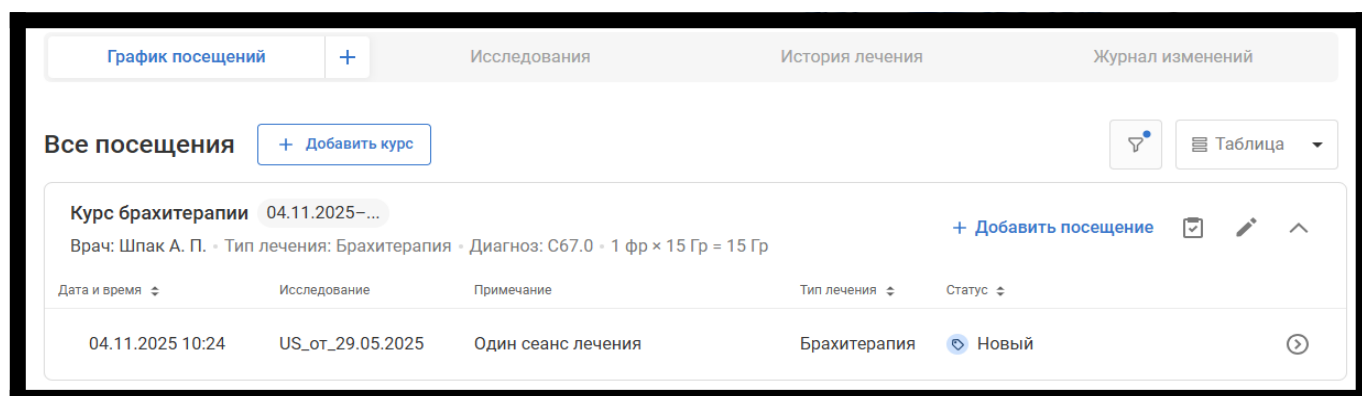 График посещений + Исследования История лечения Журнал изменений
Все посещения + Добавить курс Таблица
Курс брахитерапии 04.11.2025–...
+ Добавить посещение
Врач: Шпак А. П. • Тип лечения: Брахитерапия • Диагноз: C67.0 • 1 фр × 15 Гр = 15 Гр
Дата и время Исследование Примечание Тип лечения Статус
04.11.2025 10:24 US_от_29.05.2025 Один сеанс лечения Брахитерапия Новый